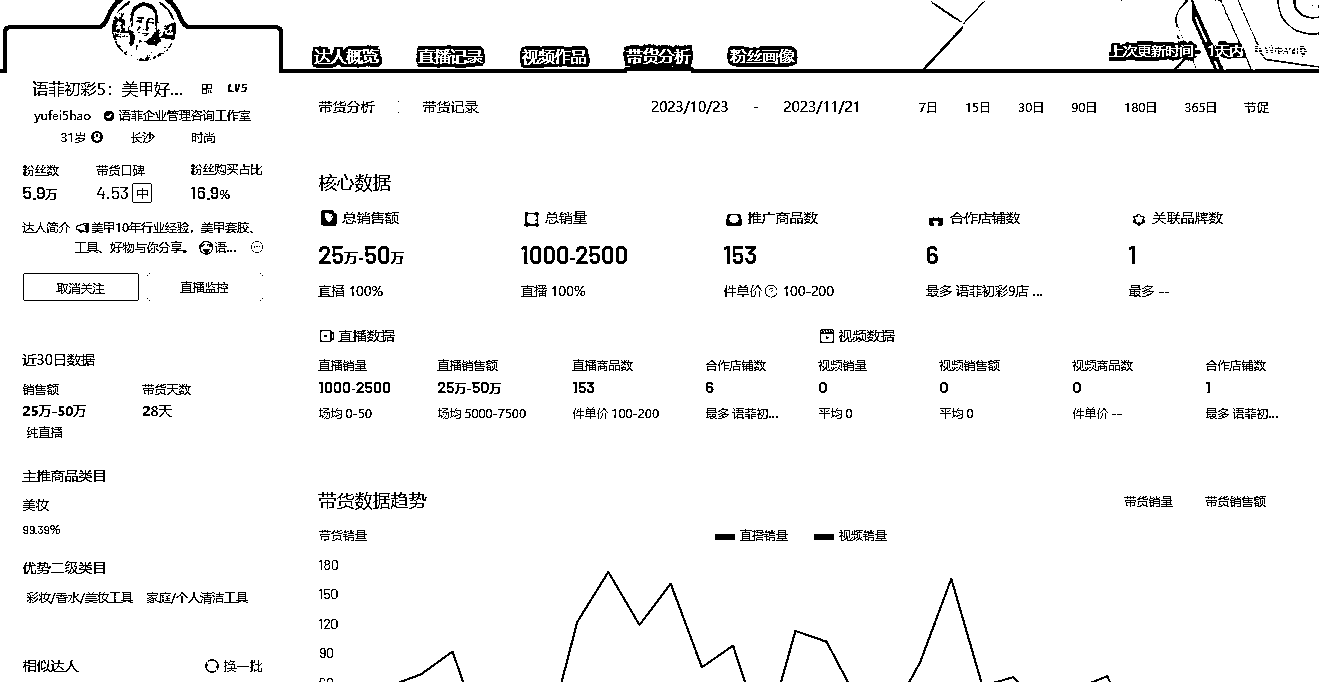 达人概览 直播记录 视频作品 带货分析 粉丝画像
上次更新时间 1天内
语菲初彩5：美甲好... LV5
yufei5hao 语菲企业管理咨询工作室
31岁 长沙 时尚
粉丝数 带货口碑 粉丝购买占比
5.9万 4.53 中 16.9%
达人简介 美甲10年行业经验，美甲套胶、
工具、好物与你分享。 语...
取消关注 直播监控
近30日数据
销售额 带货天数
25万-50万 28天
纯直播
主推商品类目
美妆
99.39%
优势二级类目
彩妆/香水/美妆工具 家庭/个人清洁工具
相似达人 换一批
带货分析 带货记录 2023/10/23 - 2023/11/21 7日 15日 30日 90日 180日 365日 节促
核心数据
总销售额 总销量 推广商品数 合作店铺数 关联品牌数
25万-50万 1000-2500 153 6 1
直播 100% 直播 100% 件单价 100-200 最多 语菲初彩9店 ... 最多 --
直播数据 视频数据
直播销量 直播销售额 直播商品数 合作店铺数 视频销量 视频销售额 视频商品数 合作店铺数
1000-2500 25万-50万 153 6 0 0 0 1
场均 0-50 场均 5000-7500 件单价 100-200 最多 语菲初... 平均 0 平均 0 件单价 -- 最多 语菲初...
带货数据趋势 带货销量 带货销售额
带货销量 直播销量 视频销量
180
150
120
90
60